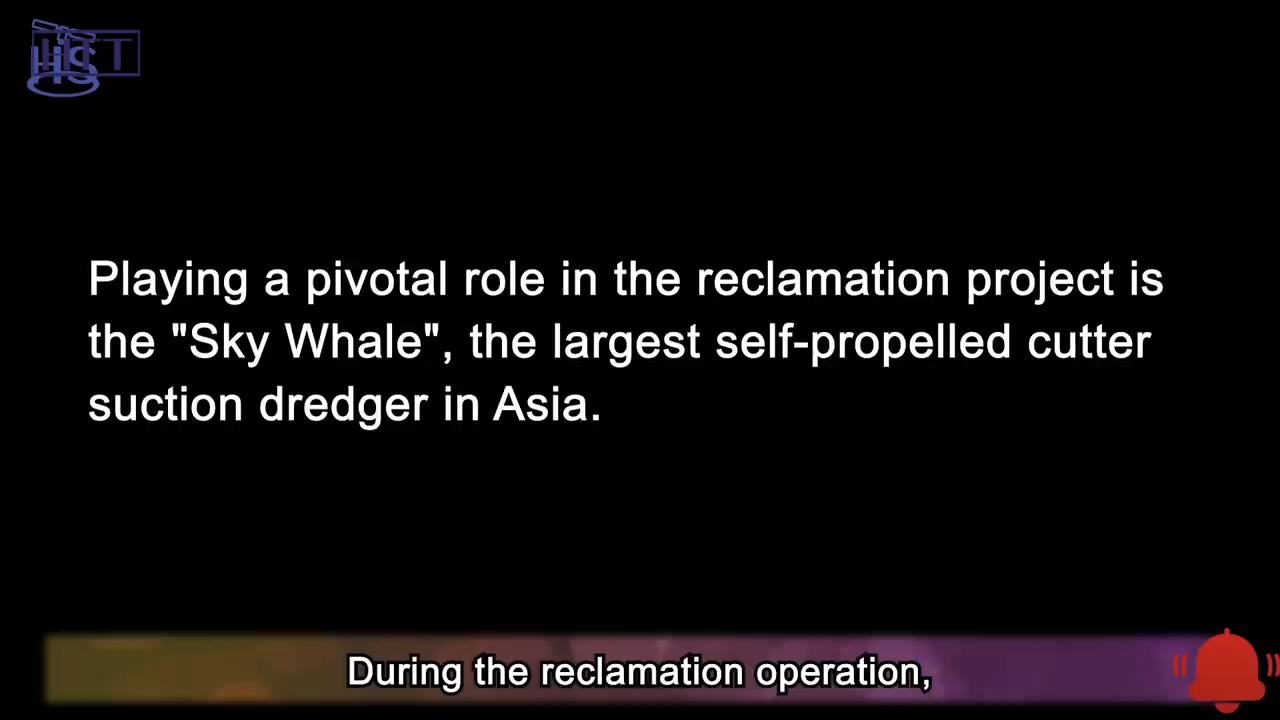 Playing a pivotal role in the reclamation project is
the "Sky Whale", the largest self-propelled cutter
suction dredger in Asia.
During the reclamation operation,